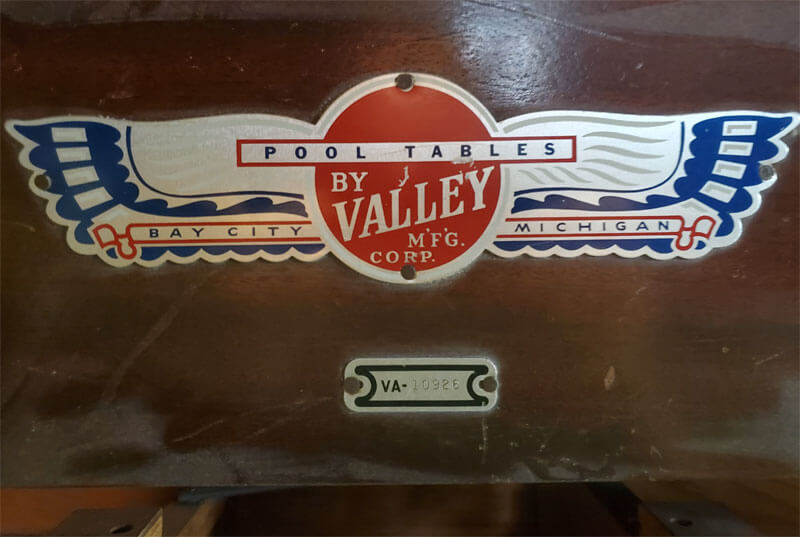 POOL TABLES
BY
VALLEY
M'F'G.
CORP.
BAY CITY
MICHIGAN
VA-10926